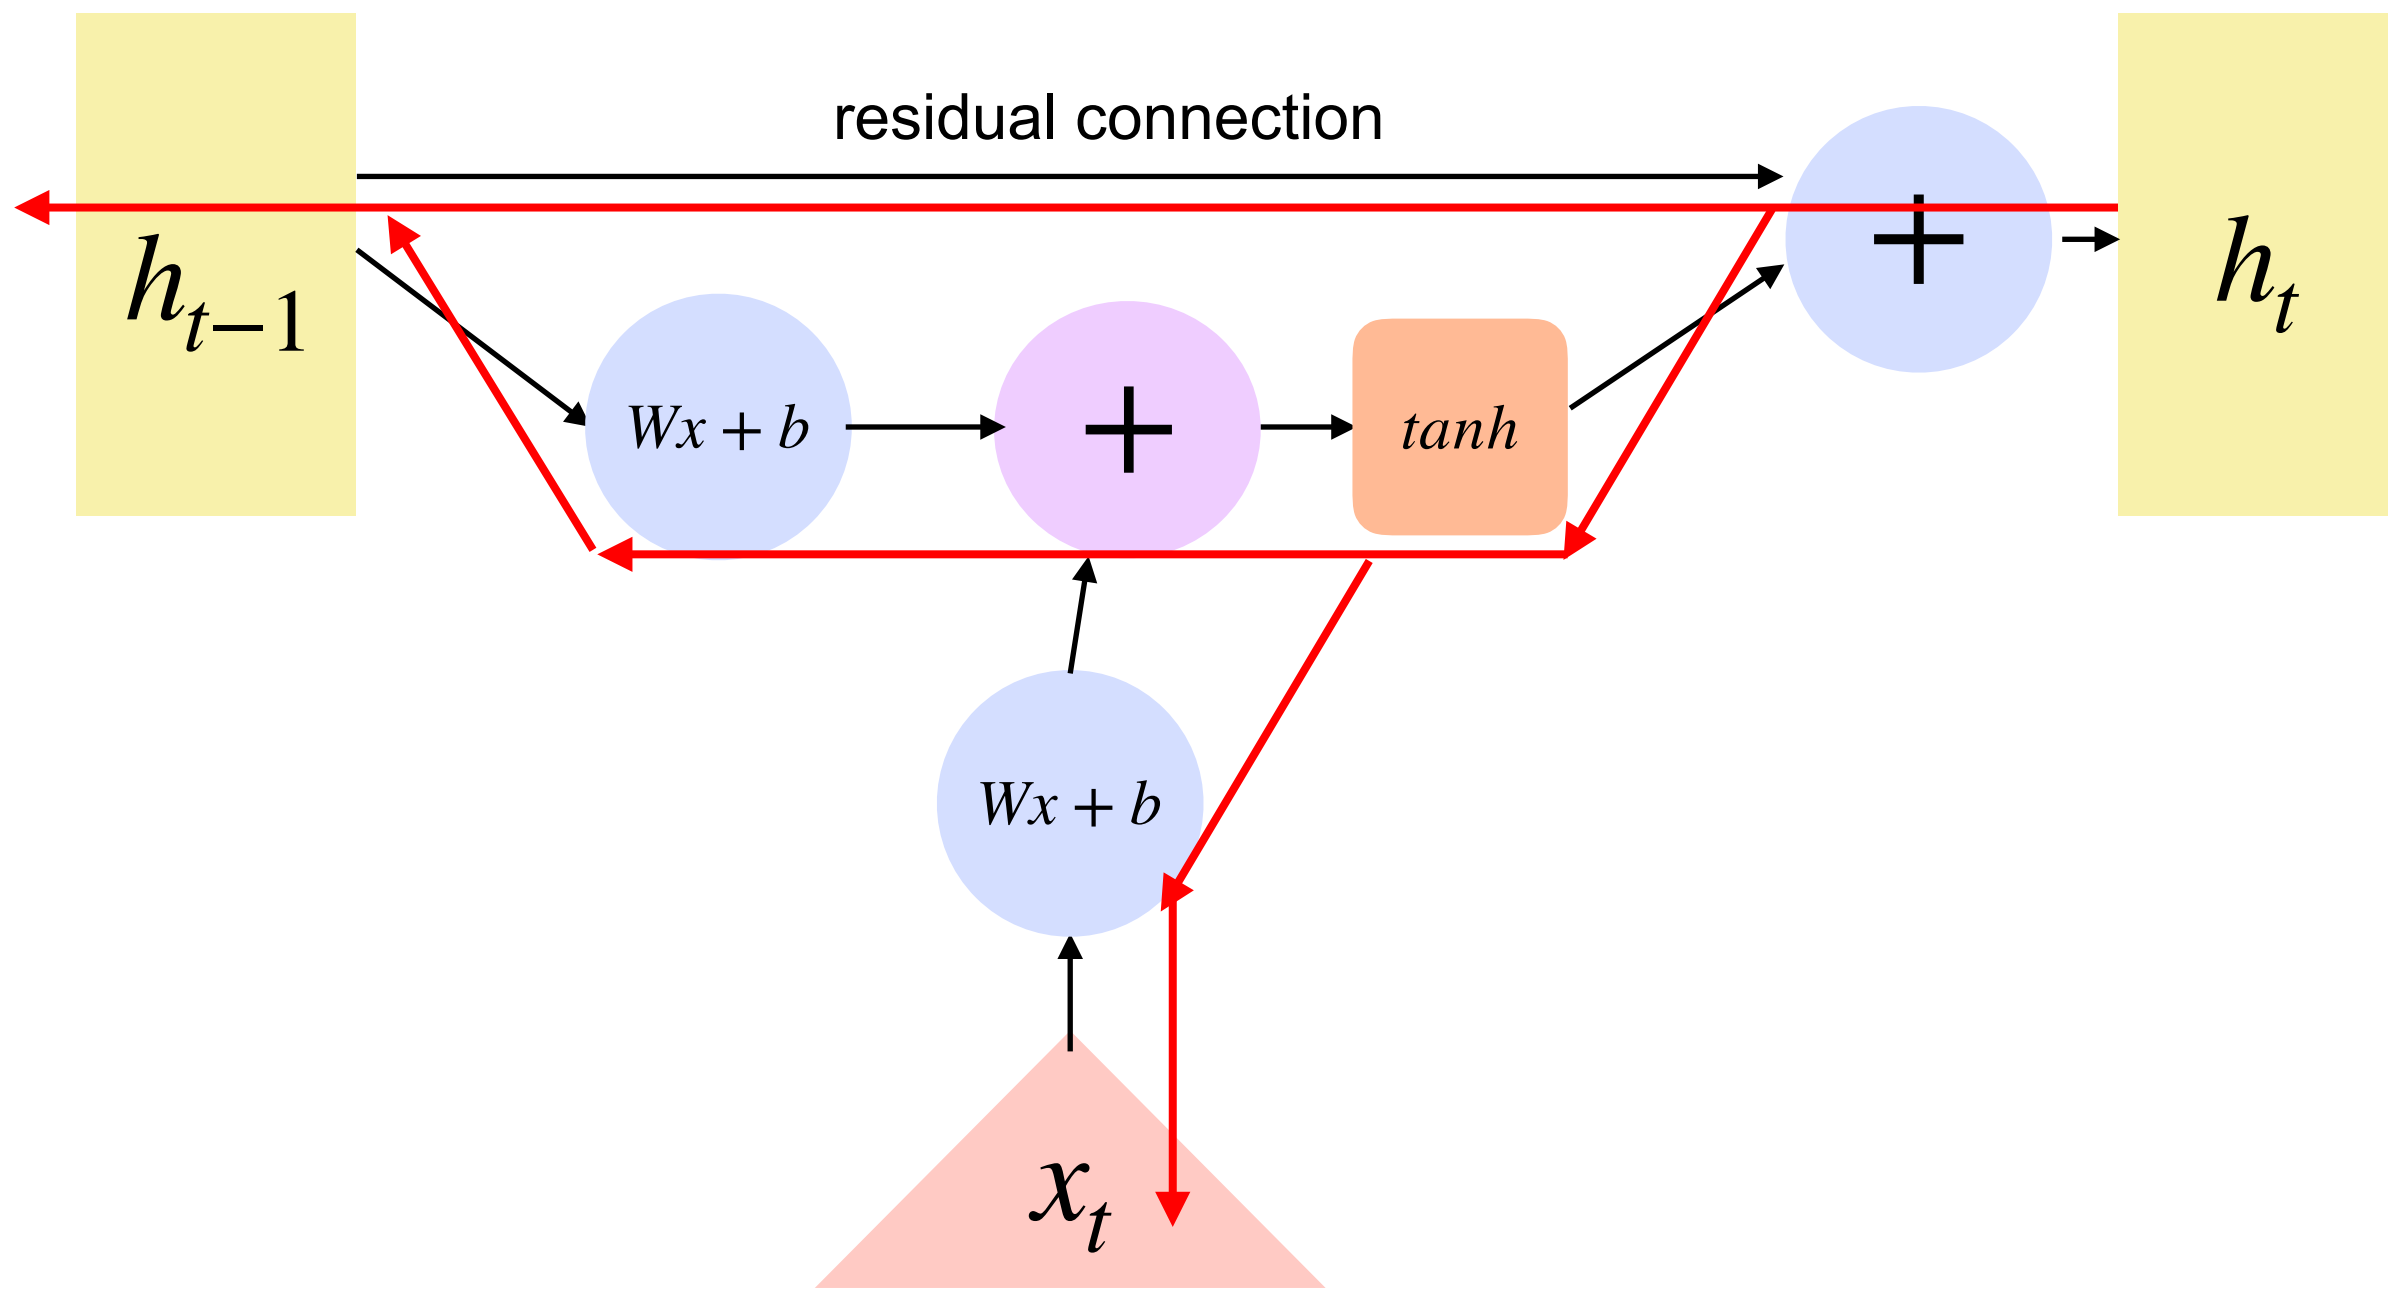 residual connection
h_{t−1}
+
h_t
Wx + b
+
tanh
Wx + b
x_t